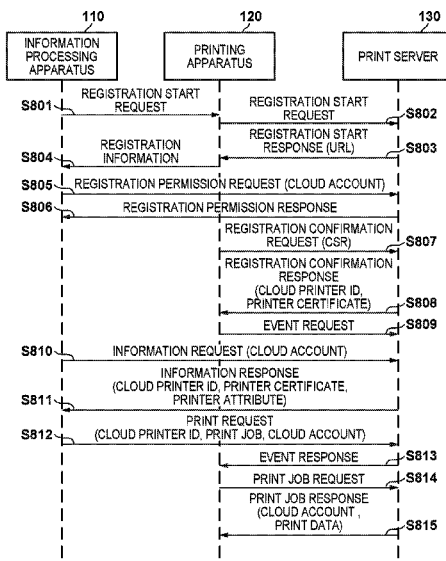 110
120
130
INFORMATION
PROCESSING
APPARATUS
PRINTING
APPARATUS
PRINT SERVER
S801
REGISTRATION START
REQUEST
REGISTRATION START
REQUEST
S802
REGISTRATION START
RESPONSE (URL)
S803
S804
REGISTRATION
INFORMATION
S805
REGISTRATION PERMISSION REQUEST (CLOUD ACCOUNT)
S806
REGISTRATION PERMISSION RESPONSE
REGISTRATION CONFIRMATION
REQUEST (CSR)
S807
REGISTRATION CONFIRMATION
RESPONSE
(CLOUD PRINTER ID,
PRINTER CERTIFICATE)
S808
EVENT REQUEST
S809
S810
INFORMATION REQUEST (CLOUD ACCOUNT)
INFORMATION RESPONSE
(CLOUD PRINTER ID, PRINTER CERTIFICATE,
PRINTER ATTRIBUTE)
S811
PRINT REQUEST
S812
(CLOUD PRINTER ID, PRINT JOB, CLOUD ACCOUNT)
EVENT RESPONSE
S813
PRINT JOB REQUEST
S814
PRINT JOB RESPONSE
(CLOUD ACCOUNT ,
PRINT DATA)
S815